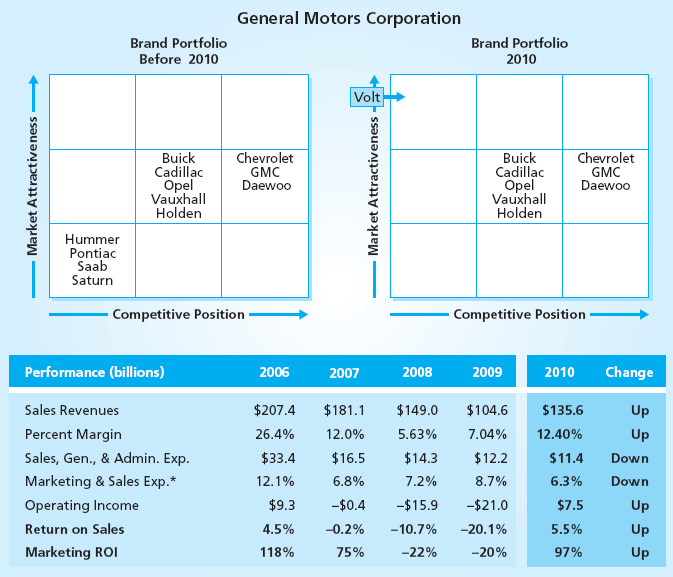 General Motors Corporation
Brand Portfolio
Before 2010
Market Attractiveness
Buick
Cadillac
Opel
Vauxhall
Holden
Chevrolet
GMC
Daewoo
Hummer
Pontiac
Saab
Saturn
Competitive Position
Brand Portfolio
2010
Volt
Market Attractiveness
Buick
Cadillac
Opel
Vauxhall
Holden
Chevrolet
GMC
Daewoo
Competitive Position
Performance (billions) 2006 2007 2008 2009 2010 Change
Sales Revenues $207.4 $181.1 $149.0 $104.6 $135.6 Up
Percent Margin 26.4% 12.0% 5.63% 7.04% 12.40% Up
Sales, Gen., & Admin. Exp. $33.4 $16.5 $14.3 $12.2 $11.4 Down
Marketing & Sales Exp.* 12.1% 6.8% 7.2% 8.7% 6.3% Down
Operating Income $9.3 –$0.4 –$15.9 –$21.0 $7.5 Up
Return on Sales 4.5% –0.2% –10.7% –20.1% 5.5% Up
Marketing ROI 118% 75% –22% –20% 97% Up